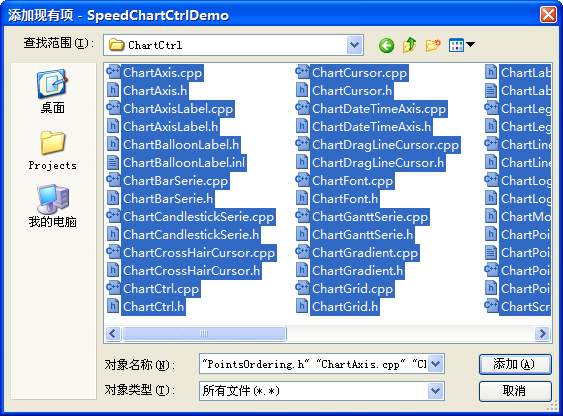 添加现有项 - SpeedChartCtrlDemo
查找范围(I):
ChartCtrl
桌面
Projects
我的电脑
ChartAxis.cpp
ChartAxis.h
ChartAxisLabel.cpp
ChartAxisLabel.h
ChartBalloonLabel.h
ChartBalloonLabel.inl
ChartBarSerie.cpp
ChartBarSerie.h
ChartCandlestickSerie.cpp
ChartCandlestickSerie.h
ChartCrossHairCursor.cpp
ChartCrossHairCursor.h
ChartCtrl.cpp
ChartCtrl.h
ChartCursor.cpp
ChartCursor.h
ChartDateTimeAxis.cpp
ChartDateTimeAxis.h
ChartDragLineCursor.cpp
ChartDragLineCursor.h
ChartFont.cpp
ChartFont.h
ChartGanttSerie.cpp
ChartGanttSerie.h
ChartGradient.cpp
ChartGradient.h
ChartGrid.cpp
ChartGrid.h
ChartLab
ChartLab
ChartLeg
ChartLeg
ChartLine
ChartLine
ChartLog
ChartLog
ChartMo
ChartPoi
ChartPoi
ChartPoi
ChartPoi
ChartScr
对象名称(N):
"PointsOrdering.h" "ChartAxis.cpp" "Cl
添加(A)
对象类型(T):
所有文件(*.*)
取消